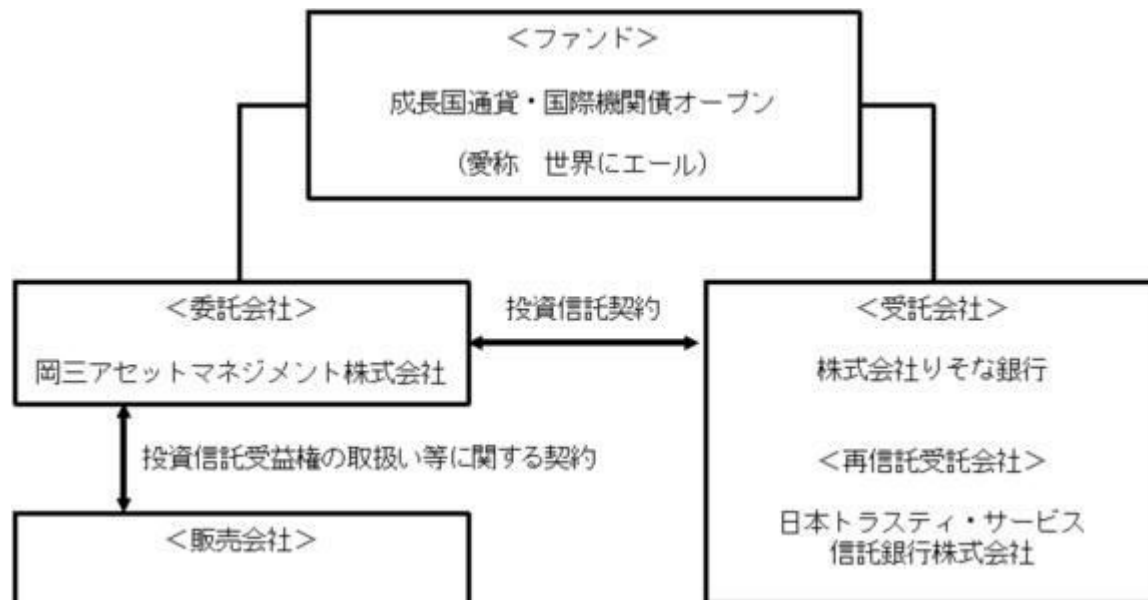 ＜ファンド＞
成長国通貨・国際機関債オープン
（愛称　世界にエール）
＜委託会社＞
岡三アセットマネジメント株式会社
投資信託契約
＜受託会社＞
株式会社りそな銀行
＜再信託受託会社＞
日本トラスティ・サービス
信託銀行株式会社
投資信託受益権の取扱い等に関する契約
＜販売会社＞